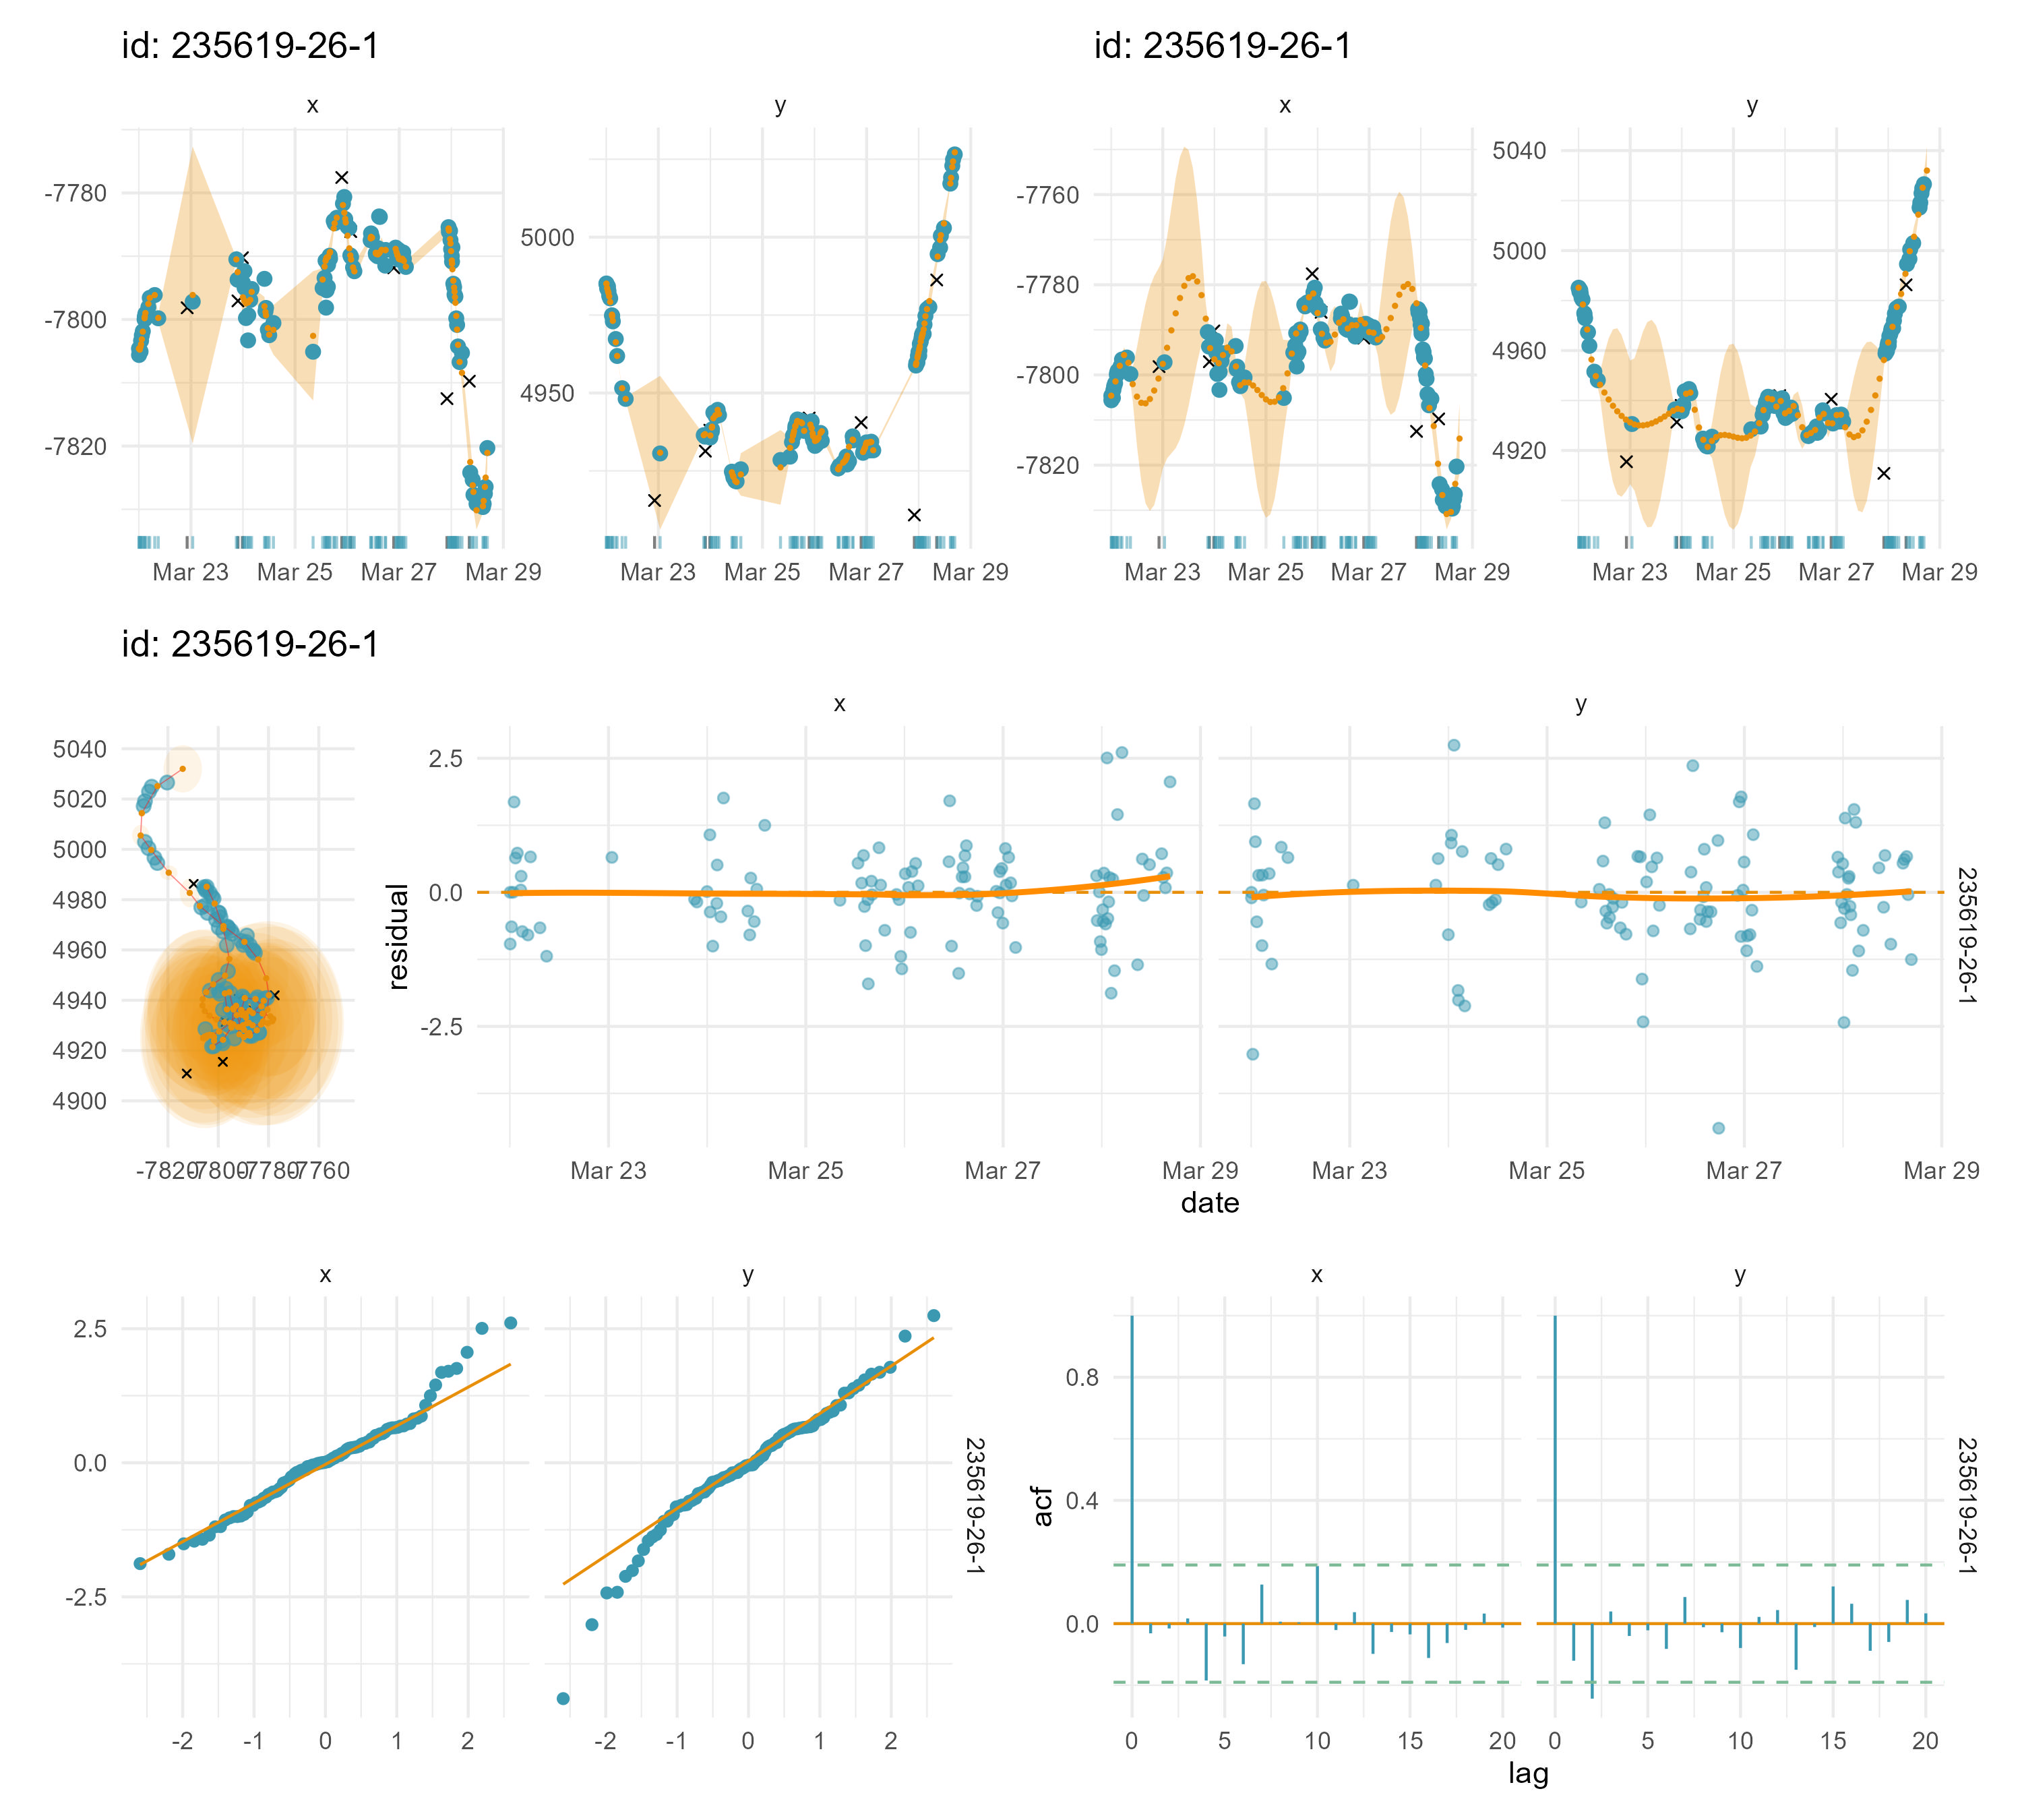 id: 235619-26-1
id: 235619-26-1
x
y
x
y
-7780
-7800
-7820
5000
4950
-7760
-7780
-7800
-7820
5040
5000
4960
4920
Mar 23 Mar 25 Mar 27 Mar 29
Mar 23 Mar 25 Mar 27 Mar 29
Mar 23 Mar 25 Mar 27 Mar 29
Mar 23 Mar 25 Mar 27 Mar 29
id: 235619-26-1
5040
5020
5000
4980
4960
4940
4920
4900
-7820-7800-7780-7760
x
y
residual
2.5
0.0
-2.5
235619-26-1
Mar 23 Mar 25 Mar 27 Mar 29
Mar 23 Mar 25 Mar 27 Mar 29
date
x
y
2.5
0.0
-2.5
235619-26-1
-2 -1 0 1 2
-2 -1 0 1 2
x
y
acf
0.8
0.4
0.0
235619-26-1
0 5 10 15 20
0 5 10 15 20
lag